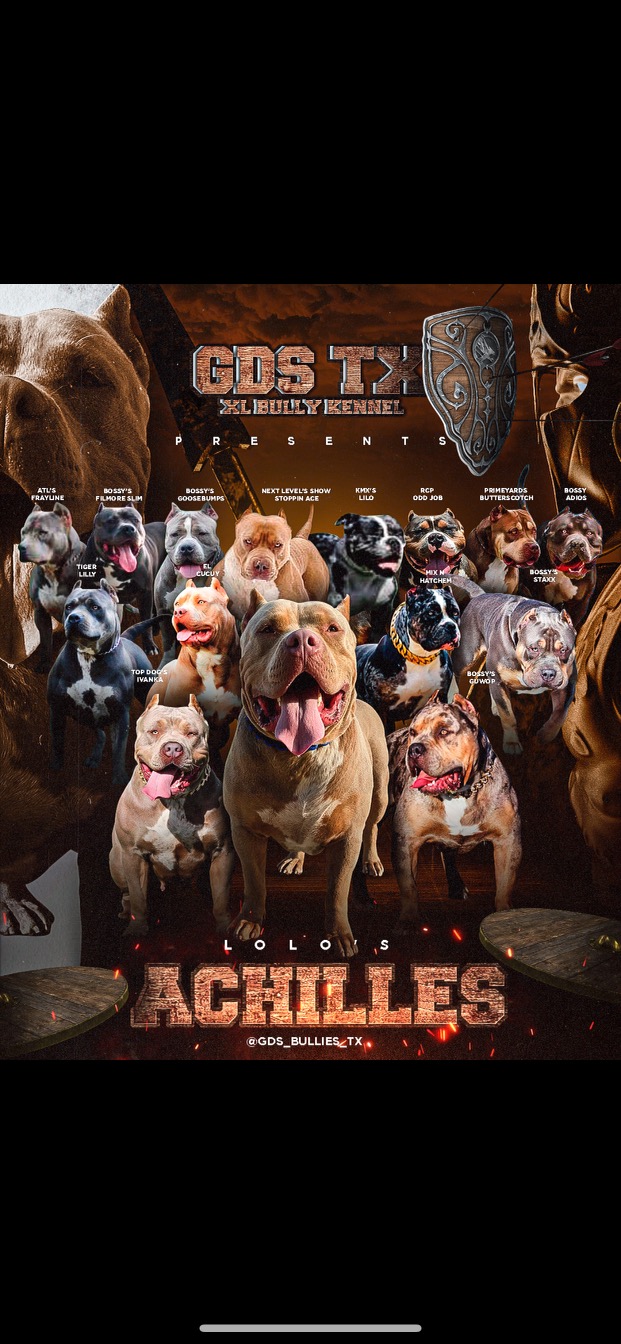 GDS TX
XL BULLY KENNEL
PRESENTS
ATL'S
FRAYLINE
BOSSY'S
FILMORE SLIM
BOSSY'S
GOOSEBUMPS
NEXT LEVEL'S SHOW
STOPPIN ACE
KMX'S
LILO
RCP
ODD JOB
PRIMEYARDS
BUTTERSCOTCH
BOSSY
ADIOS
TIGER
LILLY
EL
CUCUY
MIX N
HATCHEM
BOSSY'S
STAXX
TOP DOG'S
IVANKA
BOSSY'S
GUWOP
LOLO'S
ACHILLES
@GDS_BULLIES_TX